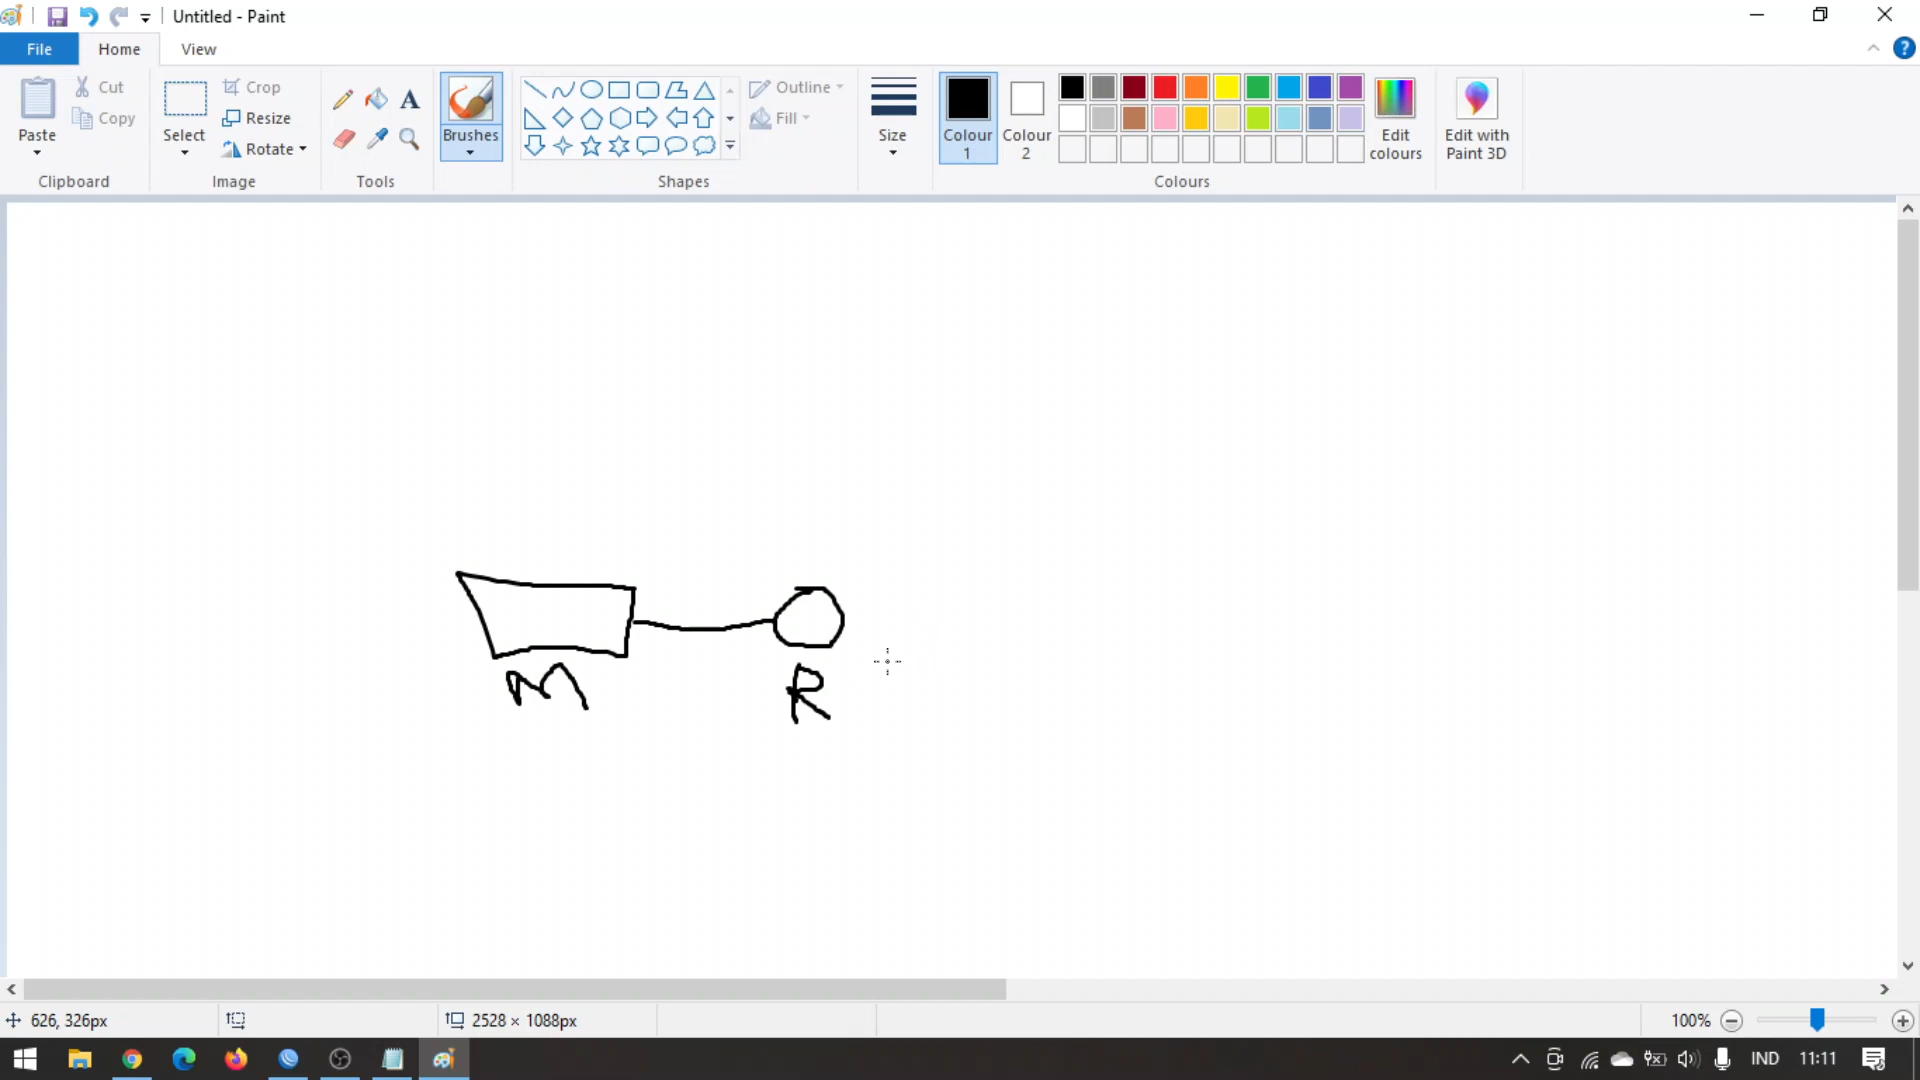 Untitled - Paint
File Home View
Paste
Cut
Copy
Clipboard
Select
Crop
Resize
Rotate
Image
A
Tools
Brushes
Shapes
Outline
Fill
Size
Colour 1
Colour 2
Edit colours
Colours
Edit with Paint 3D
M R
626, 326px
2528 × 1088px
100%
IND
11:11